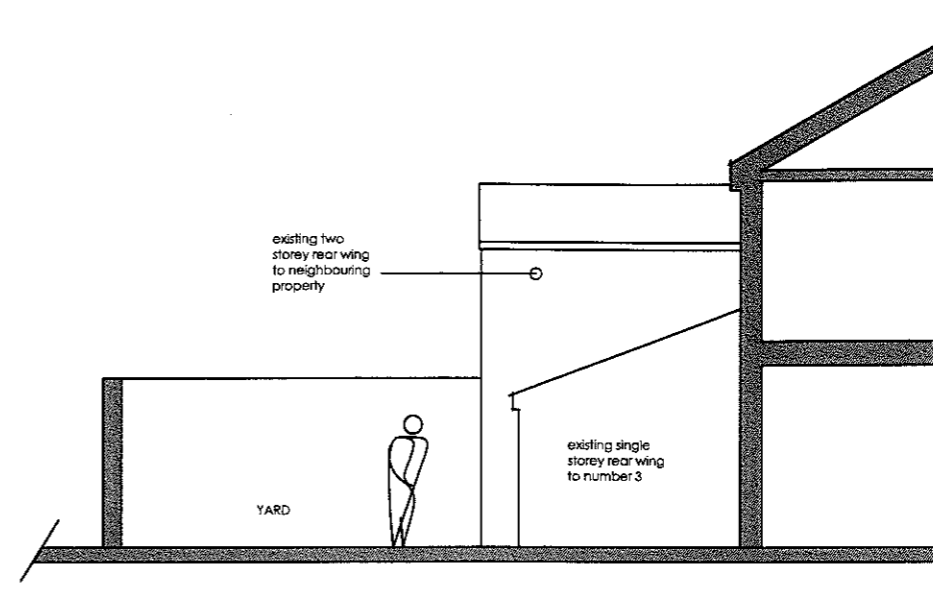 existing two
storey rear wing
to neighbouring
property
existing single
storey rear wing
to number 3
YARD